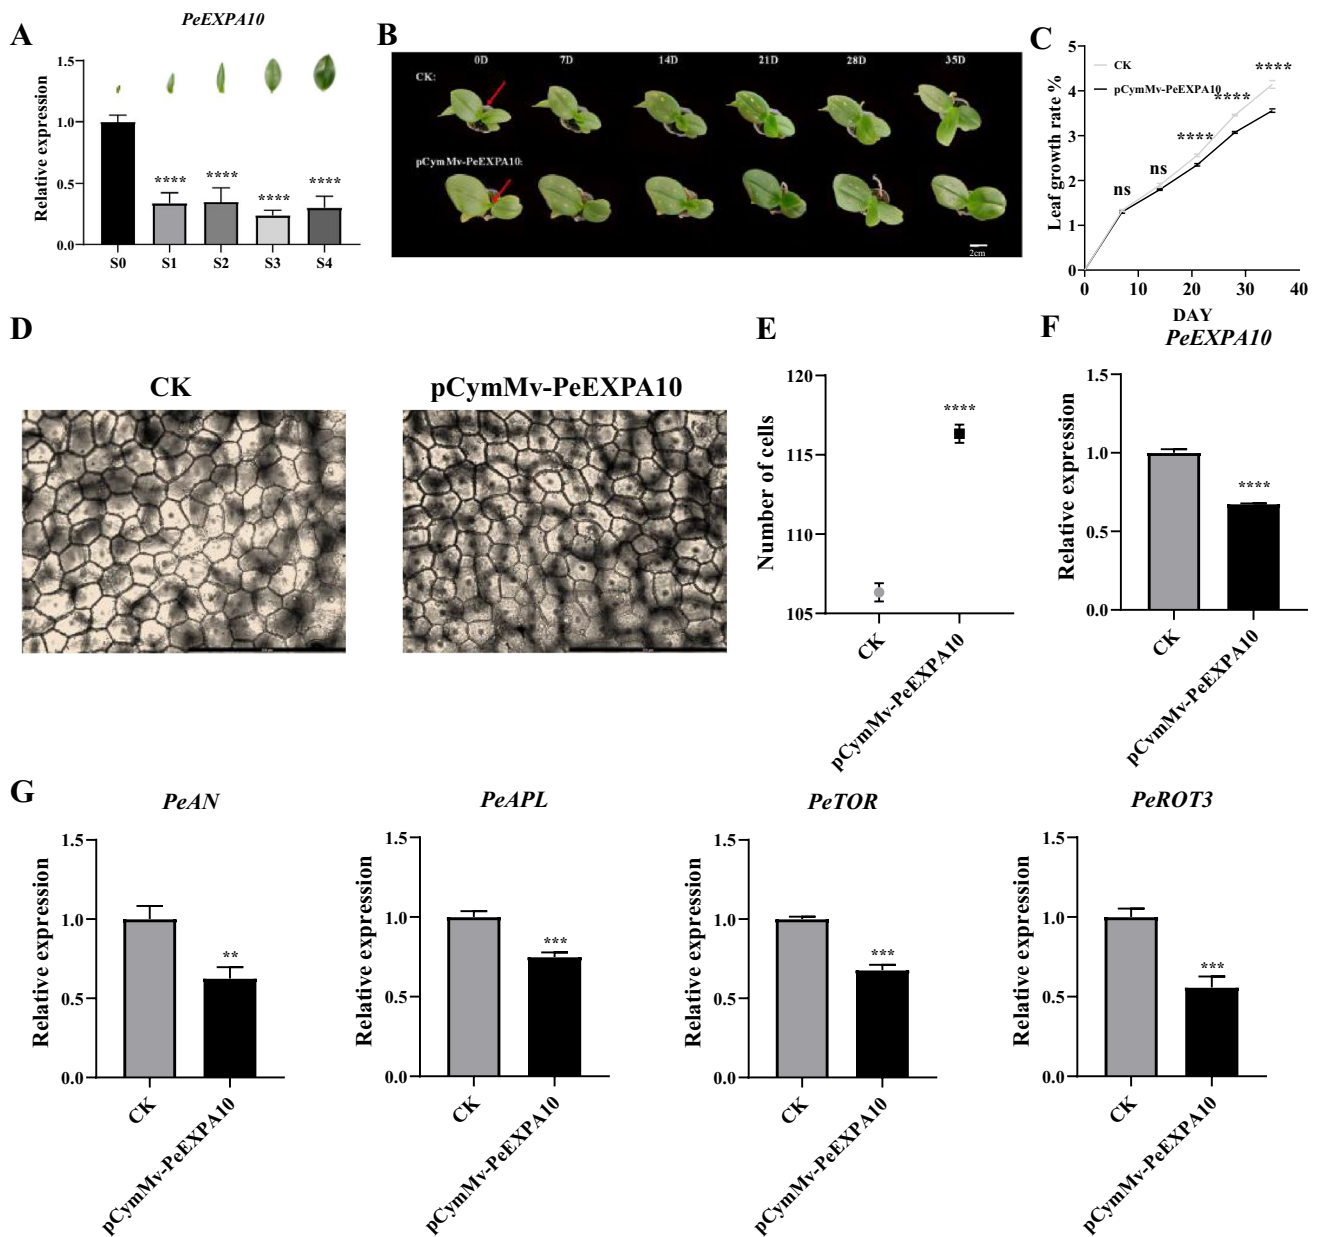 A
PeEXPA10
Relative expression
1.5
1.0
0.5
0.0
****
****
****
****
S0 S1 S2 S3 S4
B
0D 7D 14D 21D 28D 35D
CK:
pCymMv-PeEXPA10:
2cm
C
Leaf growth rate %
5
4
3
2
1
0
CK
pCymMv-PeEXPA10
ns
ns
****
****
****
0 10 20 30 40
DAY
D
CK
pCymMv-PeEXPA10
E
Number of cells
120
115
110
105
****
CK
pCymMv-PeEXPA10
F
PeEXPA10
Relative expression
1.5
1.0
0.5
0.0
****
CK
pCvmMv-PeEXPA10
G
PeAN
Relative expression
1.5
1.0
0.5
0.0
**
CK
pCymMv-PeEXPA10
PeAPL
Relative expression
1.5
1.0
0.5
0.0
***
CK
pCymMv-PeEXPA10
PeTOR
Relative expression
1.5
1.0
0.5
0.0
***
CK
pCymMv-PeEXPA10
PeROT3
Relative expression
1.5
1.0
0.5
0.0
***
CK
pCymMv-PeEXPA10